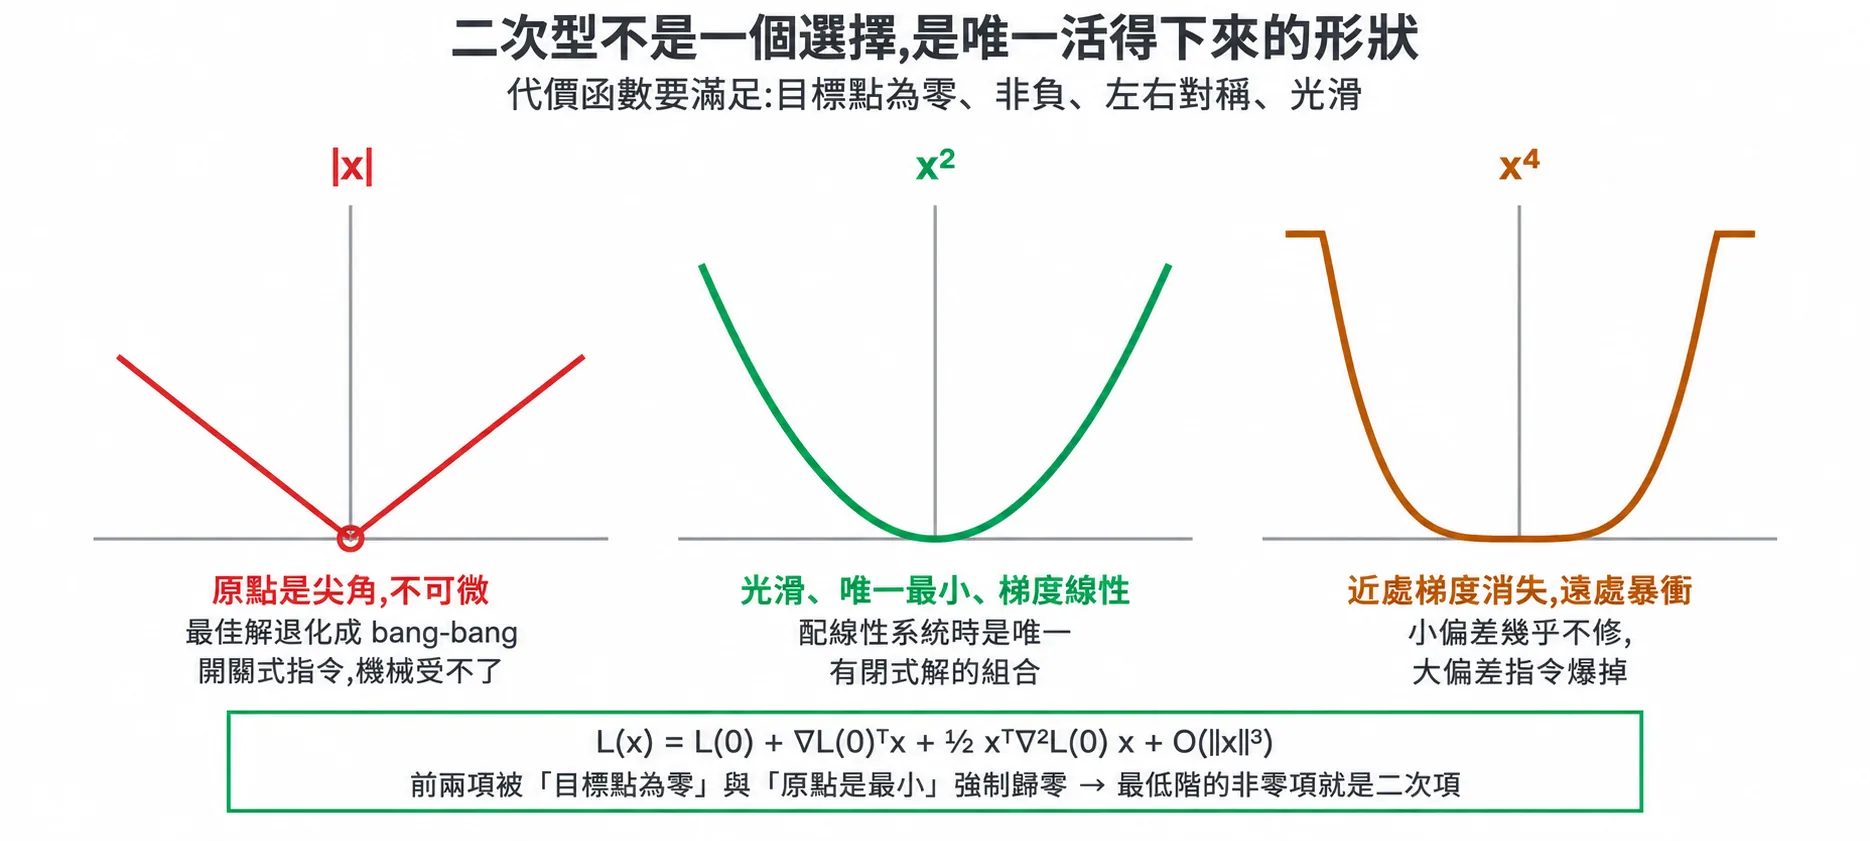 二次型不是一個選擇,是唯一活得下來的形狀
代價函數要滿足:目標點為零、非負、左右對稱、光滑
|x|
x²
x⁴
原點是尖角,不可微
最佳解退化成 bang-bang
開關式指令,機械受不了
光滑、唯一最小、梯度線性
配線性系統時是唯一
有閉式解的組合
近處梯度消失,遠處暴衝
小偏差幾乎不修,
大偏差指令爆掉
L(x) = L(0) + ∇L(0)ᵀx + ½ xᵀ∇²L(0) x + O(‖x‖³)
前兩項被「目標點為零」與「原點是最小」強制歸零 → 最低階的非零項就是二次項